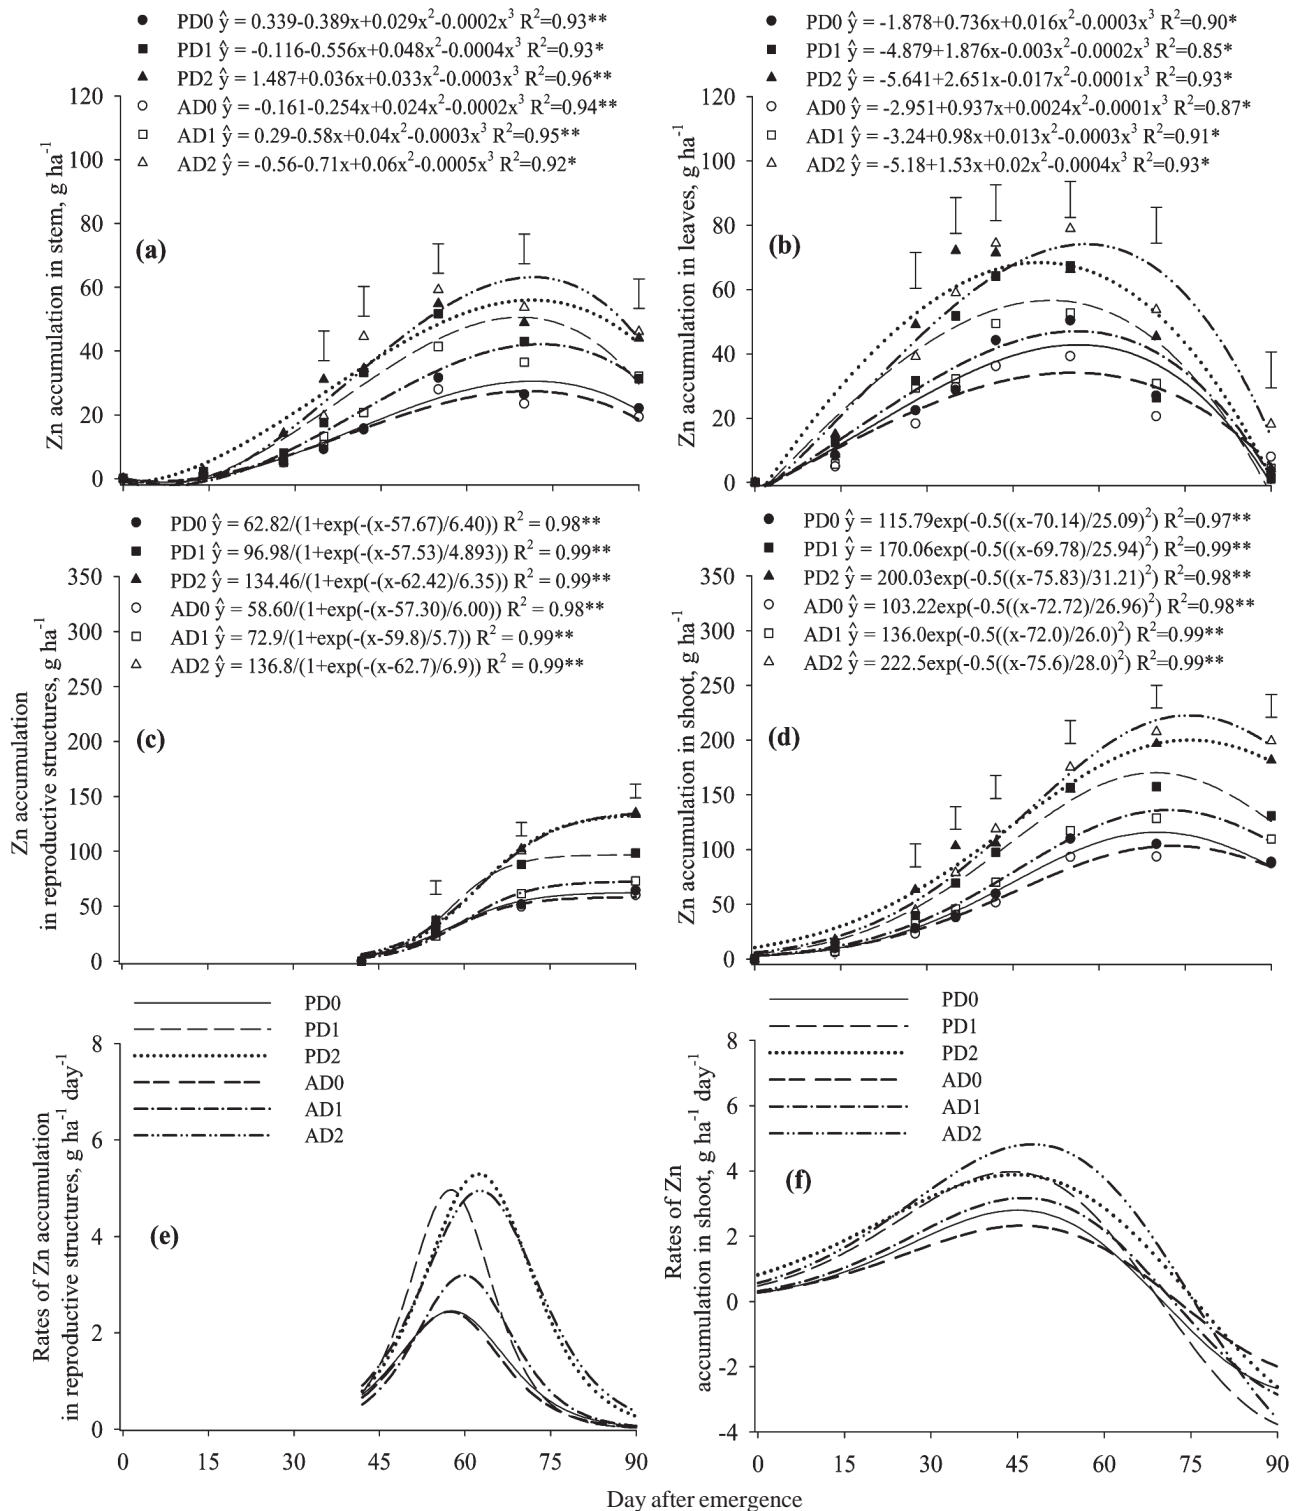 PD0 ŷ = 0.339-0.389x+0.029x²-0.0002x³ R²=0.93**
PD1 ŷ = -0.116-0.556x+0.048x²-0.0004x³ R²=0.93*
PD2 ŷ = 1.487+0.036x+0.033x²-0.0003x³ R²=0.96**
AD0 ŷ = -0.161-0.254x+0.024x²-0.0002x³ R²=0.94**
AD1 ŷ = 0.29-0.58x+0.04x²-0.0003x³ R²=0.95**
AD2 ŷ = -0.56-0.71x+0.06x²-0.0005x³ R²=0.92*
Zn accumulation in stem, g ha⁻¹
120
100
80
60
40
20
0
(a)
PD0 ŷ = -1.878+0.736x+0.016x²-0.0003x³ R²=0.90*
PD1 ŷ = -4.879+1.876x-0.003x²-0.0002x³ R²=0.85*
PD2 ŷ = -5.641+2.651x-0.017x²-0.0001x³ R²=0.93*
AD0 ŷ = -2.951+0.937x+0.0024x²-0.0001x³ R²=0.87*
AD1 ŷ = -3.24+0.98x+0.013x²-0.0003x³ R²=0.91*
AD2 ŷ = -5.18+1.53x+0.02x²-0.0004x³ R²=0.93*
Zn accumulation in leaves, g ha⁻¹
120
100
80
60
40
20
0
(b)
PD0 ŷ = 62.82/(1+exp(-(x-57.67)/6.40)) R² = 0.98**
PD1 ŷ = 96.98/(1+exp(-(x-57.53)/4.893)) R² = 0.99**
PD2 ŷ = 134.46/(1+exp(-(x-62.42)/6.35)) R² = 0.99**
AD0 ŷ = 58.60/(1+exp(-(x-57.30)/6.00)) R² = 0.98**
AD1 ŷ = 72.9/(1+exp(-(x-59.8)/5.7)) R² = 0.99**
AD2 ŷ = 136.8/(1+exp(-(x-62.7)/6.9)) R² = 0.99**
Zn accumulation
in reproductive structures, g ha⁻¹
350
300
250
200
150
100
50
0
(c)
PD0 ŷ = 115.79exp(-0.5((x-70.14)/25.09)²) R²=0.97**
PD1 ŷ = 170.06exp(-0.5((x-69.78)/25.94)²) R²=0.99**
PD2 ŷ = 200.03exp(-0.5((x-75.83)/31.21)²) R²=0.98**
AD0 ŷ = 103.22exp(-0.5((x-72.72)/26.96)²) R²=0.98**
AD1 ŷ = 136.0exp(-0.5((x-72.0)/26.0)²) R²=0.99**
AD2 ŷ = 222.5exp(-0.5((x-75.6)/28.0)²) R²=0.99**
Zn accumulation in shoot, g ha⁻¹
350
300
250
200
150
100
50
0
(d)
PD0
PD1
PD2
AD0
AD1
AD2
Rates of Zn accumulation
in reproductive structures, g ha⁻¹ day⁻¹
8
6
4
2
0
(e)
0 15 30 45 60 75 90
PD0
PD1
PD2
AD0
AD1
AD2
Rates of Zn
accumulation in shoot, g ha⁻¹ day⁻¹
8
6
4
2
0
-2
-4
(f)
0 15 30 45 60 75 90
Day after emergence